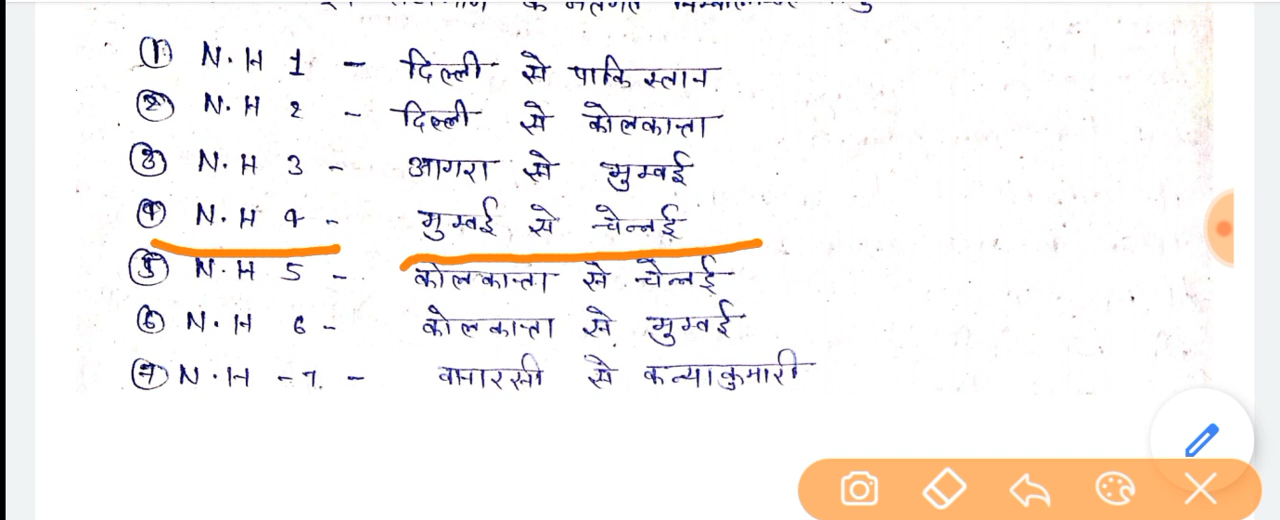 ① N.H 1 - दिल्ली से पाकिस्तान
② N.H 2 - दिल्ली से कोलकात्ता
③ N.H 3 - आगरा से मुम्बई
④ N.H 4 - मुम्बई से चेन्नई
⑤ N.H 5 - कोलकात्ता से चेन्नई
⑥ N.H 6 - कोलकात्ता से मुम्बई
⑦ N.H - 7. - बानारसी से कन्याकुमारी